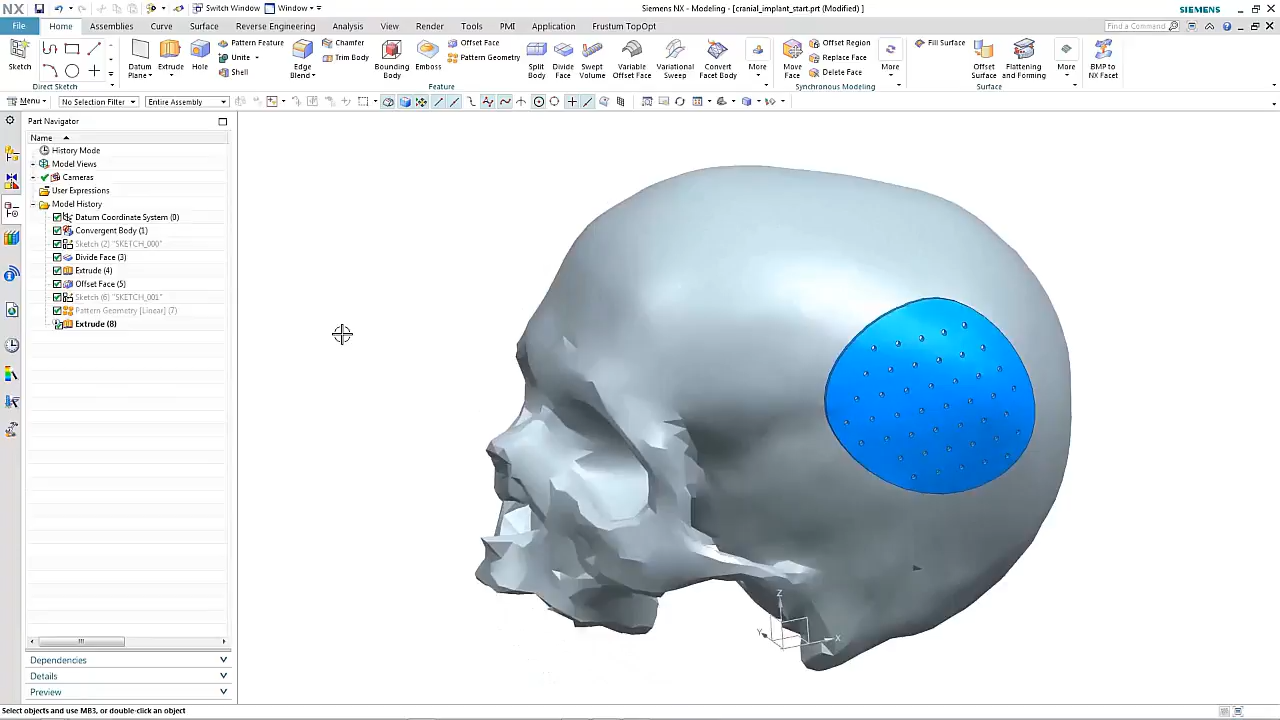 NX
Switch Window
Window
Siemens NX - Modeling - [cranial_implant_start.prt (Modified) ]
SIEMENS
File
Home
Assemblies
Curve
Surface
Reverse Engineering
Analysis
View
Render
Tools
PMI
Application
Frustum TopOpt
Find a Command
Sketch
Direct Sketch
Datum Plane
Extrude
Hole
Pattern Feature
Unite
Shell
Edge Blend
Chamfer
Trim Body
Bounding Body
Emboss
Offset Face
Pattern Geometry
Split Body
Divide Face
Swept Volume
Variable Offset Face
Variational Sweep
Convert Facet Body
More
Feature
Move Face
Offset Region
Replace Face
Delete Face
More
Synchronous Modeling
Fill Surface
Offset Surface
Flattening and Forming
More
Surface
BMP to NX Facet
Menu
No Selection Filter
Entire Assembly
Part Navigator
Name
History Mode
Model Views
Cameras
User Expressions
Model History
Datum Coordinate System (0)
Convergent Body (1)
Sketch (2) "SKETCH_000"
Divide Face (3)
Extrude (4)
Offset Face (5)
Sketch (6) "SKETCH_001"
Pattern Geometry [Linear] (7)
Extrude (8)
Z
Y
X
Dependencies
Details
Preview
Select objects and use MB3, or double-click an object